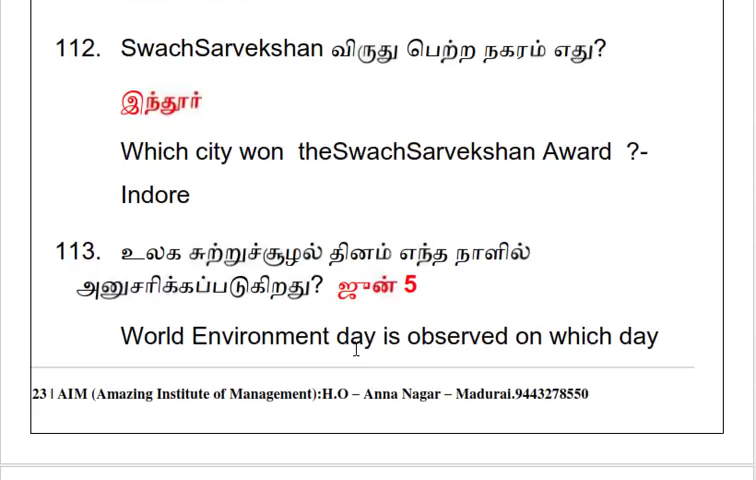 112. SwachSarvekshan விருது பெற்ற நகரம் எது?
இந்தூர்
Which city won theSwachSarvekshan Award ?-
Indore
113. உலக சுற்றுச்சூழல் தினம் எந்த நாளில்
அனுசரிக்கப்படுகிறது? ஜுன் 5
World Environment day is observed on which day
23 | AIM (Amazing Institute of Management):H.O – Anna Nagar – Madurai.9443278550